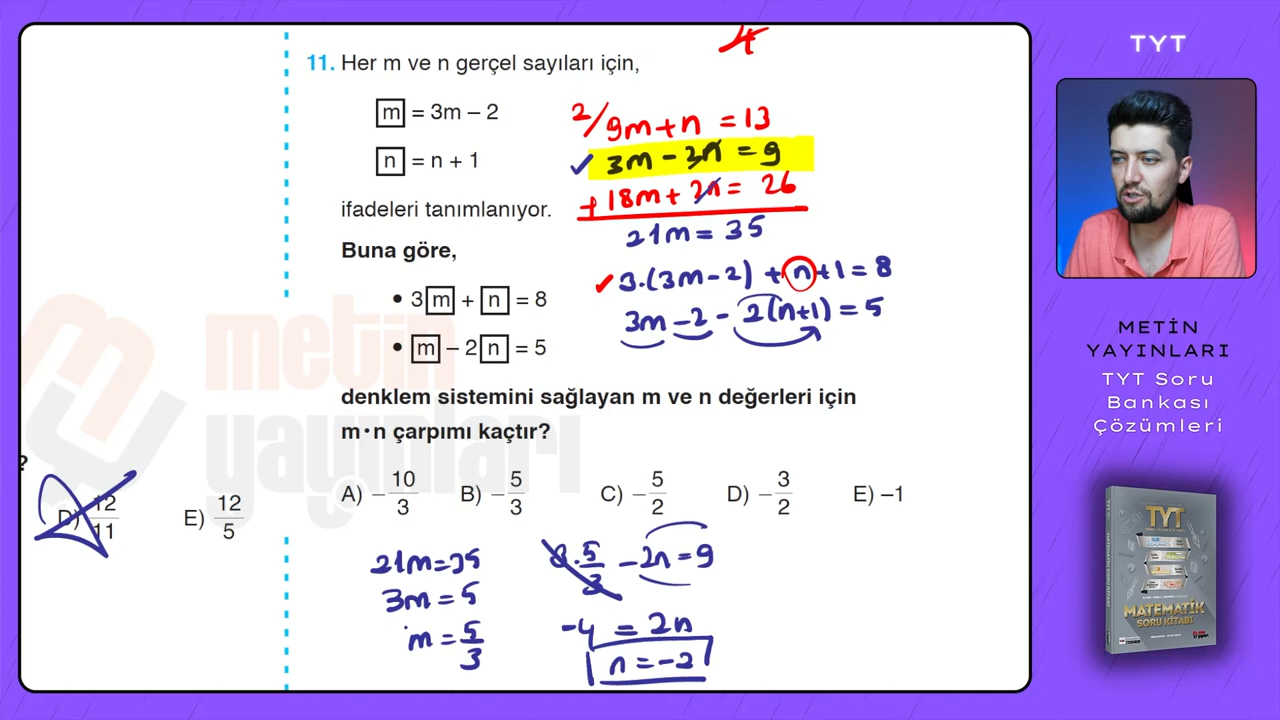 11. Her m ve n gerçel sayıları için,
m = 3m – 2
n = n + 1
ifadeleri tanımlanıyor.
Buna göre,
• 3 m + n = 8
• m – 2 n = 5
denklem sistemini sağlayan m ve n değerleri için
m·n çarpımı kaçtır?
A) –10/3 B) –5/3 C) –5/2 D) –3/2 E) –1
4
2/ 9m+n = 13
3m – 2n = 9
+ 18m + 2n = 26
21m = 35
3·(3m–2) + n +1 = 8
3m –2 – 2(n+1) = 5
21m = 35
3m = 5
m = 5/3
3·5/3 – 2n = 9
–4 = 2n
n = –2
?
D) 12/11 E) 12/5
metin
yayınları
TYT
METİN
YAYINLARI
TYT Soru
Bankası
Çözümleri
TYT
MATEMATİK
SORU KİTABI